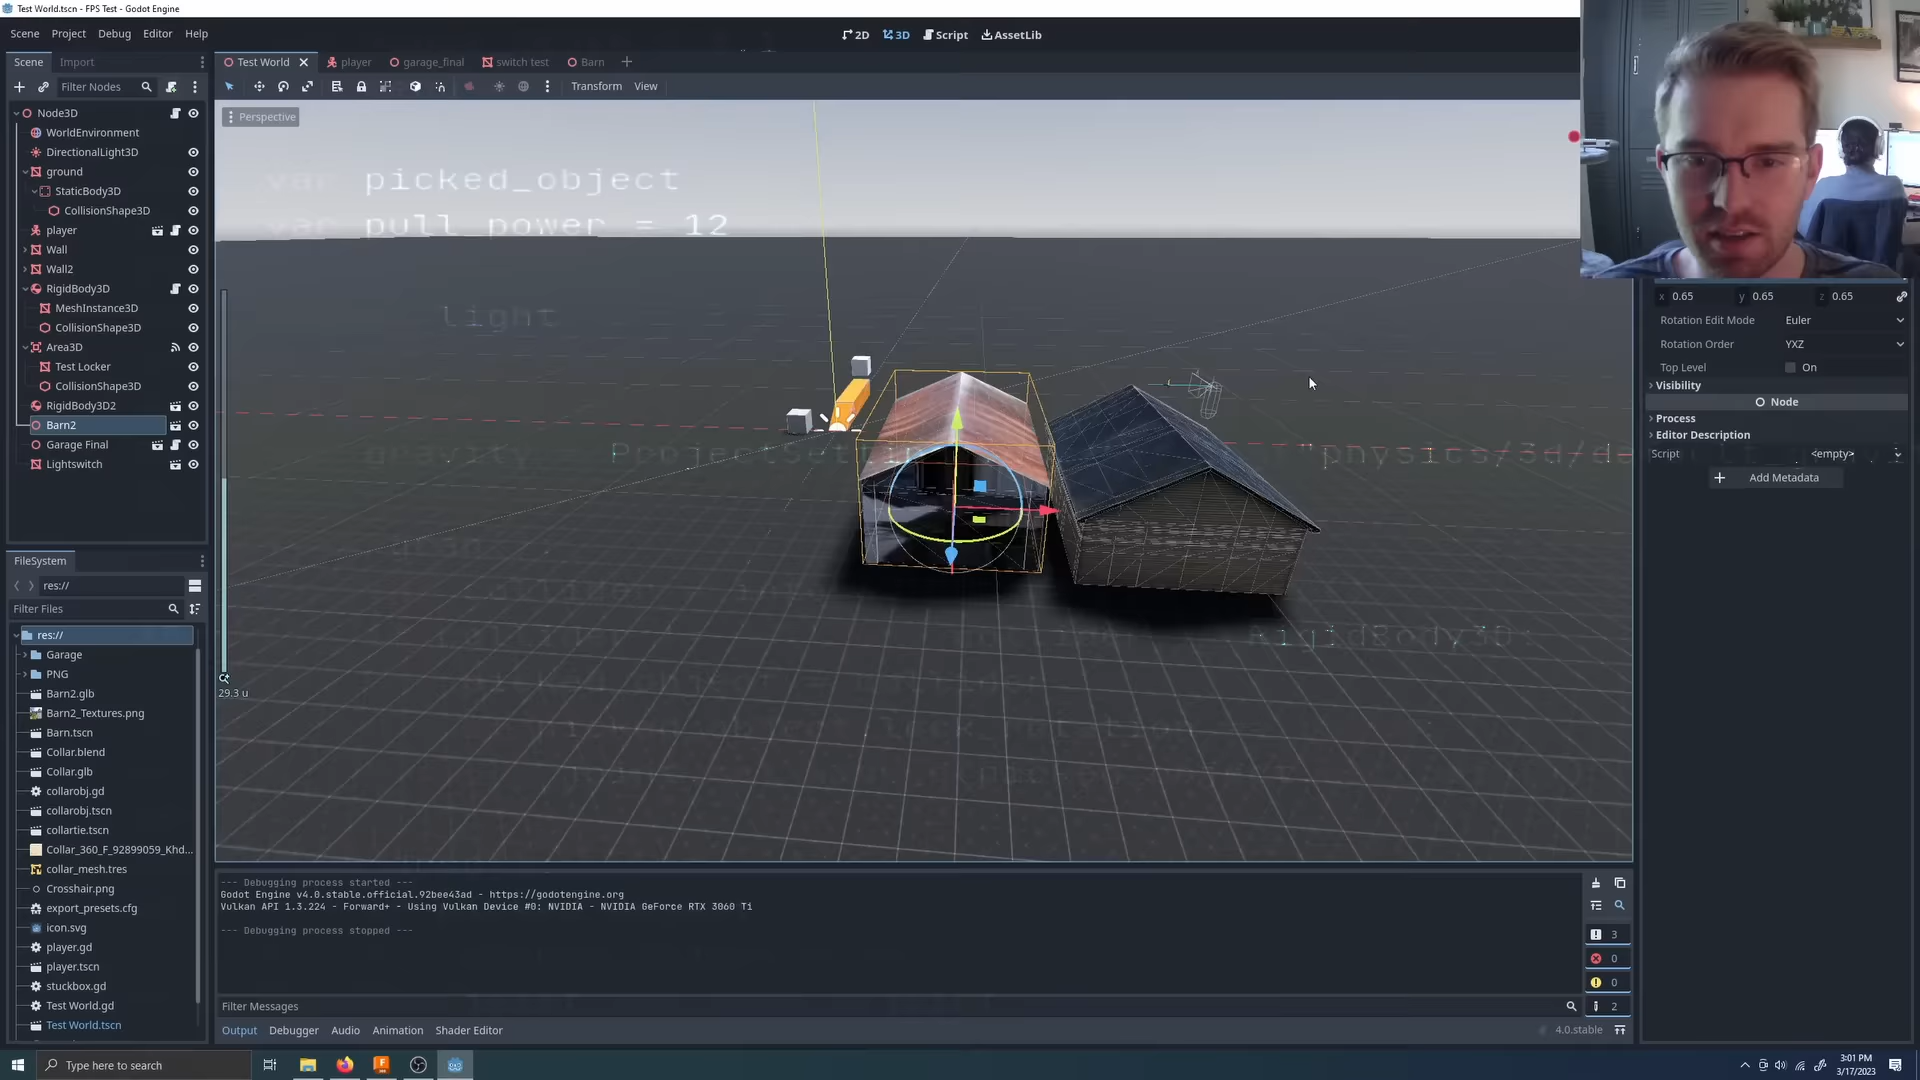 Test World.tscn - FPS Test - Godot Engine
Scene Project Debug Editor Help
2D 3D Script AssetLib
Scene Import
Test World player garage_final switch test Barn
Filter Nodes
Transform View
Perspective
Node3D
WorldEnvironment
DirectionalLight3D
ground
StaticBody3D
CollisionShape3D
player
Wall
Wall2
RigidBody3D
MeshInstance3D
CollisionShape3D
Area3D
Test Locker
CollisionShape3D
RigidBody3D2
Barn2
Garage Final
Lightswitch
var picked_object
var pull_power = 12
light
"physics/3d/de
RigidBody3D:
29.3 u
FileSystem
res://
Filter Files
res://
Garage
PNG
Barn2.glb
Barn2_Textures.png
Barn.tscn
Collar.blend
Collar.glb
collarobj.gd
collarobj.tscn
collartie.tscn
Collar_360_F_92899059_Khd...
collar_mesh.tres
Crosshair.png
export_presets.cfg
icon.svg
player.gd
player.tscn
stuckbox.gd
Test World.gd
Test World.tscn
x 0.65 y 0.65 z 0.65
Rotation Edit Mode Euler
Rotation Order YXZ
Top Level On
Visibility
Node
Process
Editor Description
Script <empty>
Add Metadata
--- Debugging process started ---
Godot Engine v4.0.stable.official.92bee43ad - https://godotengine.org
Vulkan API 1.3.224 - Forward+ - Using Vulkan Device #0: NVIDIA - NVIDIA GeForce RTX 3060 Ti
--- Debugging process stopped ---
3
0
0
2
Filter Messages
Output Debugger Audio Animation Shader Editor
4.0.stable
Type here to search
3:01 PM
3/17/2023